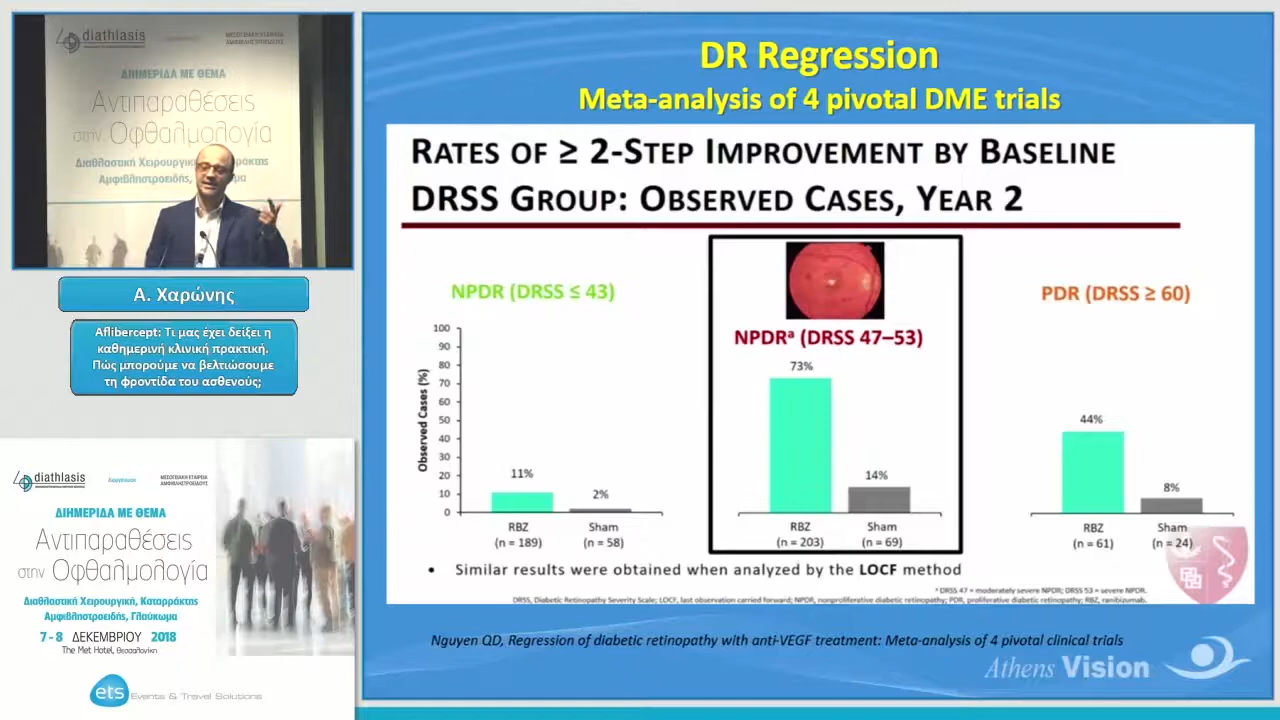 diathlasis
ΜΕΣΟΓΕΙΑΚΗ ΕΤΑΙΡΕΙΑ
ΑΜΦΙΒΛΗΣΤΡΟΕΙΔΟΥΣ
ΔΙΗΜΕΡΙΔΑ ΜΕ ΘΕΜΑ
Αντιπαραθέσεις
στην Οφθαλμολογία
Διαθλαστική
Αμφιβληστροειδής,
Α. Χαρώνης
Aflibercept: Τι μας έχει δείξει η
καθημερινή κλινική πρακτική.
Πώς μπορούμε να βελτιώσουμε
τη φροντίδα του ασθενούς;
diathlasis
ΜΕΣΟΓΕΙΑΚΗ ΕΤΑΙΡΕΙΑ
ΑΜΦΙΒΛΗΣΤΡΟΕΙΔΟΥΣ
ΔΙΗΜΕΡΙΔΑ ΜΕ ΘΕΜΑ
Αντιπαραθέσεις
στην Οφθαλμολογία
Διαθλαστική Χειρουργική, Καταρράκτης
Αμφιβληστροειδής, Γλαύκωμα
7-8 ΔΕΚΕΜΒΡΙΟΥ 2018
The Met Hotel, Θεσσαλονίκη
ets Events & Travel Solutions
DR Regression
Meta-analysis of 4 pivotal DME trials
RATES OF ≥ 2-STEP IMPROVEMENT BY BASELINE
DRSS GROUP: OBSERVED CASES, YEAR 2
NPDR (DRSS ≤ 43)
Observed Cases (%)
100
90
80
70
60
50
40
30
20
10
0
11%
2%
RBZ
(n = 189)
Sham
(n = 58)
NPDRª (DRSS 47–53)
73%
14%
RBZ
(n = 203)
Sham
(n = 69)
PDR (DRSS ≥ 60)
44%
8%
RBZ
(n = 61)
Sham
(n = 24)
• Similar results were obtained when analyzed by the LOCF method
ª DRSS 47 = moderately severe NPDR; DRSS 53 = severe NPDR.
DRSS, Diabetic Retinopathy Severity Scale; LOCF, last observation carried forward; NPDR, nonproliferative diabetic retinopathy; PDR, proliferative diabetic retinopathy; RBZ, ranibizumab.
Nguyen QD, Regression of diabetic retinopathy with anti-VEGF treatment: Meta-analysis of 4 pivotal clinical trials
Athens Vision